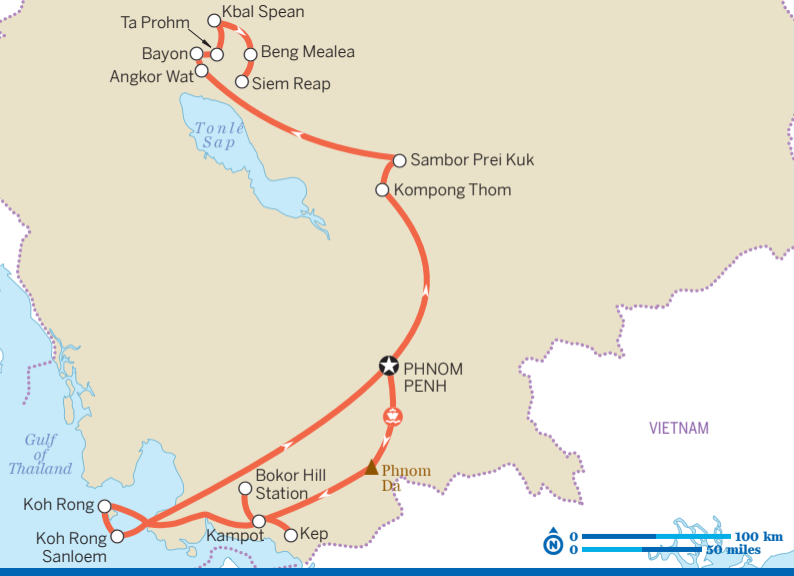 Kbal Spean
Ta Prohm
Bayon
Beng Mealea
Angkor Wat
Siem Reap
Tonlé
Sap
Sambor Prei Kuk
Kompong Thom
PHNOM
PENH
VIETNAM
Gulf
of
Thailand
Phnom
Da
Bokor Hill
Station
Koh Rong
Koh Rong
Sanloem
Kampot
Kep
N
0 100 km
0 50 miles